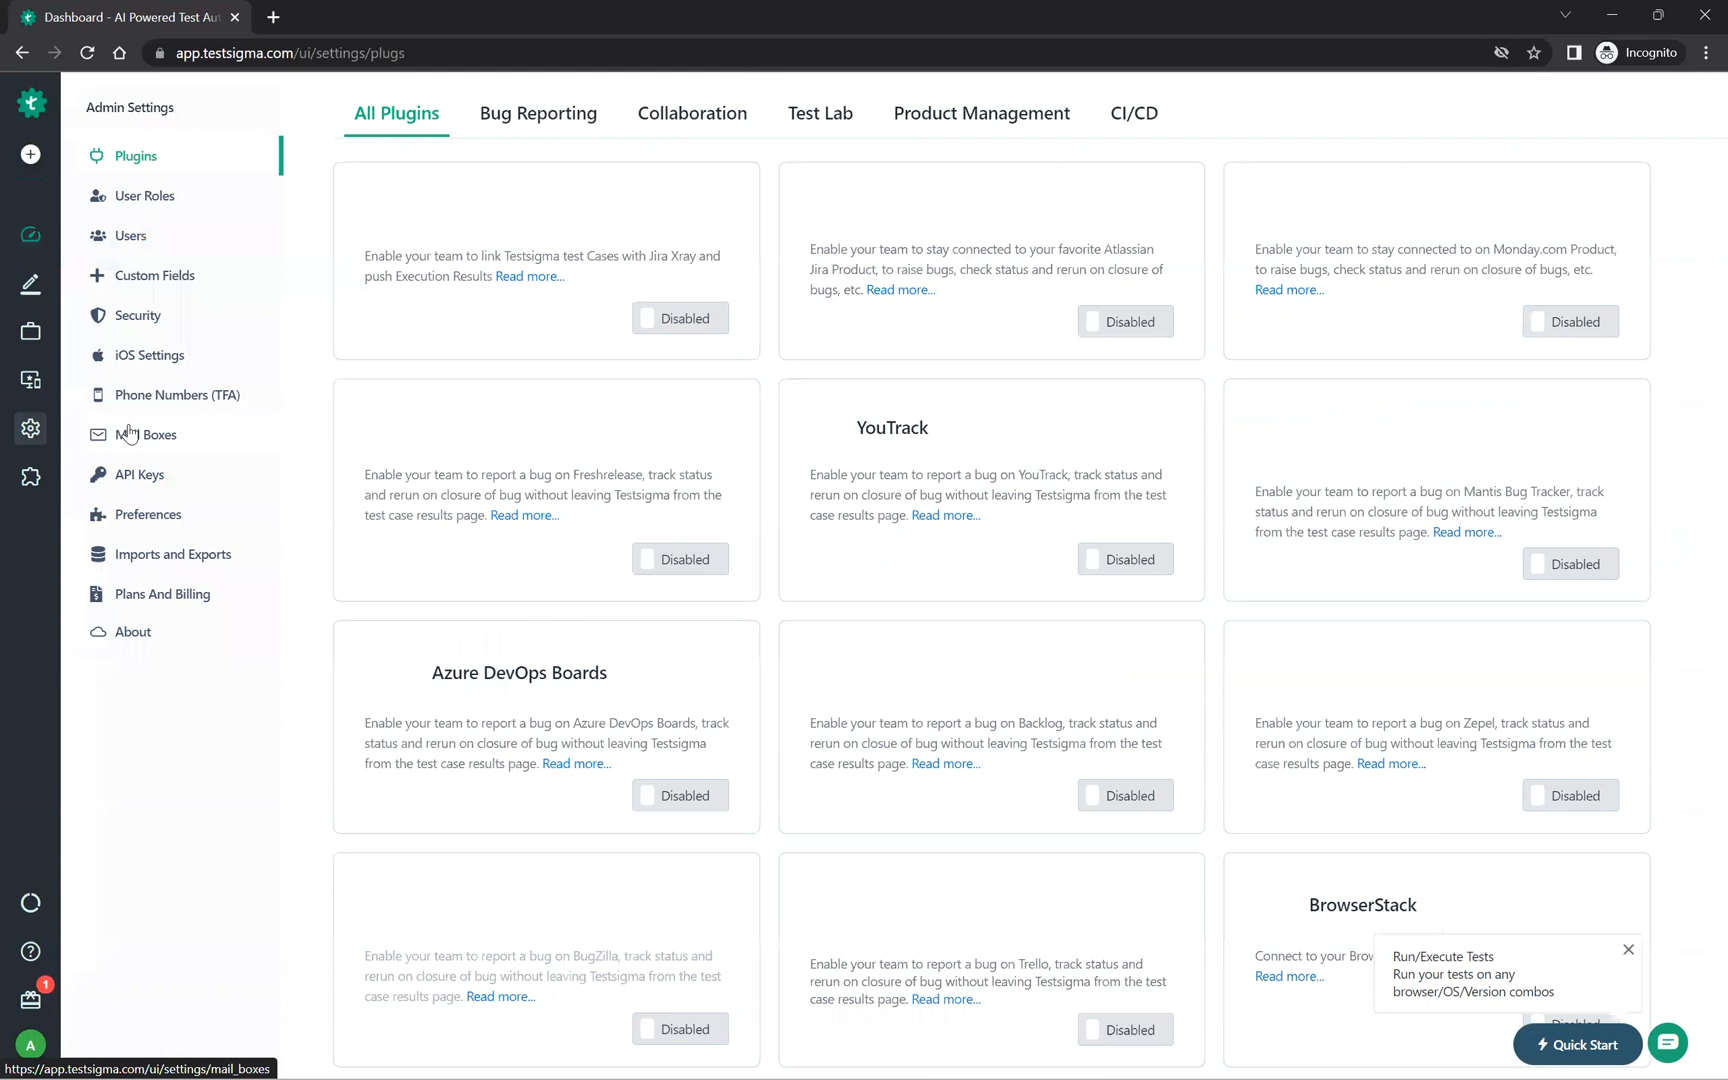 Dashboard - AI Powered Test Aut
app.testsigma.com/ui/settings/plugs
Incognito
Admin Settings
Plugins
User Roles
Users
Custom Fields
Security
iOS Settings
Phone Numbers (TFA)
Mail Boxes
API Keys
Preferences
Imports and Exports
Plans And Billing
About
1
A
https://app.testsigma.com/ui/settings/mail_boxes
All Plugins
Bug Reporting
Collaboration
Test Lab
Product Management
CI/CD
Enable your team to link Testsigma test Cases with Jira Xray and
push Execution Results Read more...
Disabled
Enable your team to stay connected to your favorite Atlassian
Jira Product, to raise bugs, check status and rerun on closure of
bugs, etc. Read more...
Disabled
Enable your team to stay connected to on Monday.com Product,
to raise bugs, check status and rerun on closure of bugs, etc.
Read more...
Disabled
Enable your team to report a bug on Freshrelease, track status
and rerun on closure of bug without leaving Testsigma from the
test case results page. Read more...
Disabled
YouTrack
Enable your team to report a bug on YouTrack, track status and
rerun on closure of bug without leaving Testsigma from the test
case results page. Read more...
Disabled
Enable your team to report a bug on Mantis Bug Tracker, track
status and rerun on closure of bug without leaving Testsigma
from the test case results page. Read more...
Disabled
Azure DevOps Boards
Enable your team to report a bug on Azure DevOps Boards, track
status and rerun on closure of bug without leaving Testsigma
from the test case results page. Read more...
Disabled
Enable your team to report a bug on Backlog, track status and
rerun on closue of bug without leaving Testsigma from the test
case results page. Read more...
Disabled
Enable your team to report a bug on Zepel, track status and
rerun on closure of bug without leaving Testsigma from the test
case results page. Read more...
Disabled
Enable your team to report a bug on BugZilla, track status and
rerun on closure of bug without leaving Testsigma from the test
case results page. Read more...
Disabled
Enable your team to report a bug on Trello, track status and
rerun on closure of bug without leaving Testsigma from the test
case results page. Read more...
Disabled
BrowserStack
Connect to your Brow
Read more...
Run/Execute Tests
Run your tests on any
browser/OS/Version combos
Disabled
Quick Start